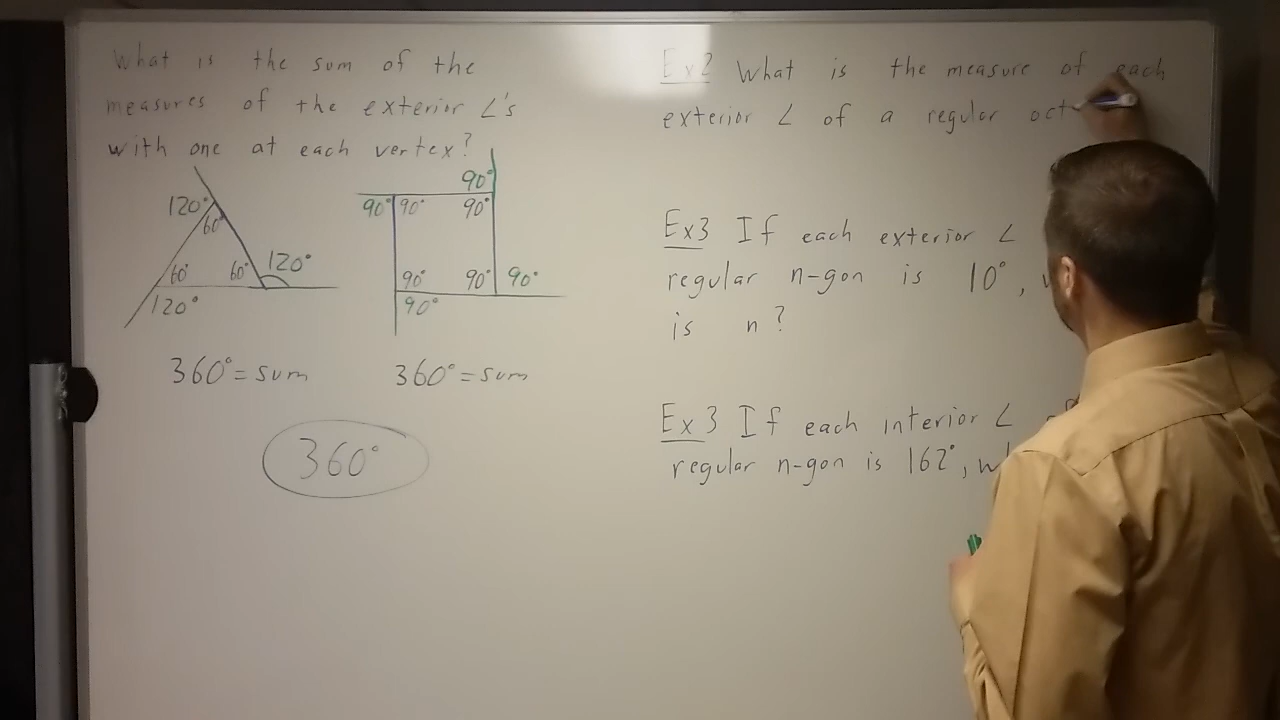 What is the sum of the
measures of the exterior ∠'s
with one at each vertex?
120°
60°
60°
60°
120°
120°
90°
90°
90°
90°
90°
90°
90°
90°
360° = sum
360° = sum
360°
Ex2 What is the measure of each
exterior ∠ of a regular oct
Ex3 If each exterior ∠
regular n-gon is 10°,
is n?
Ex3 If each interior ∠
regular n-gon is 162°,